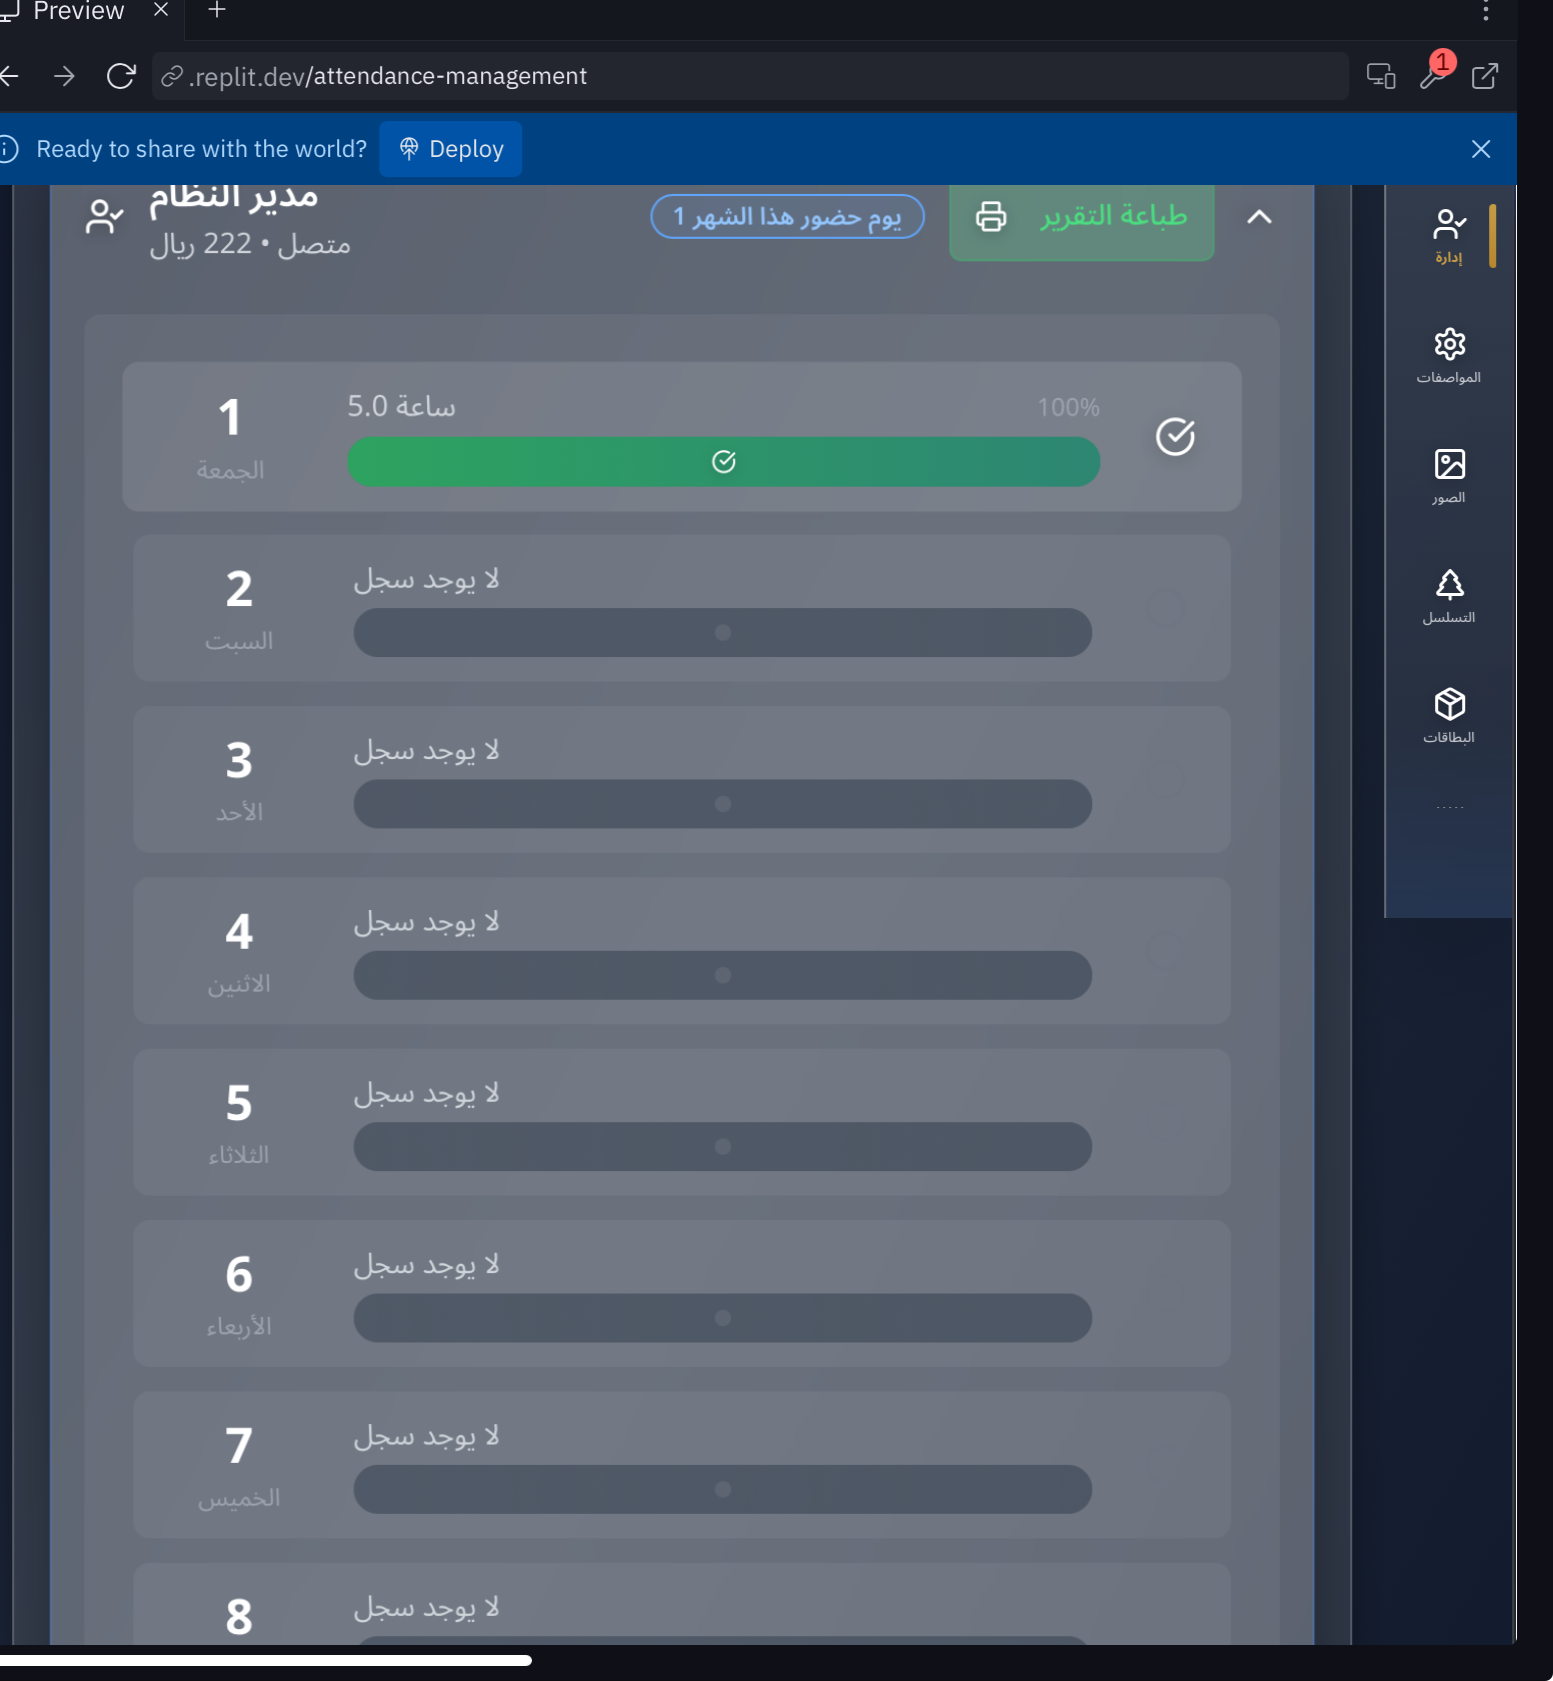 Preview
.replit.dev/attendance-management
1
Ready to share with the world?
Deploy
مدير النظام
متصل • 222 ريال
يوم حضور هذا الشهر 1
طباعة التقرير
1
الجمعة
5.0 ساعة
100%
2
السبت
لا يوجد سجل
3
الأحد
لا يوجد سجل
4
الاثنين
لا يوجد سجل
5
الثلاثاء
لا يوجد سجل
6
الأربعاء
لا يوجد سجل
7
الخميس
لا يوجد سجل
8
لا يوجد سجل
إدارة
المواصفات
الصور
التسلسل
البطاقات
.....